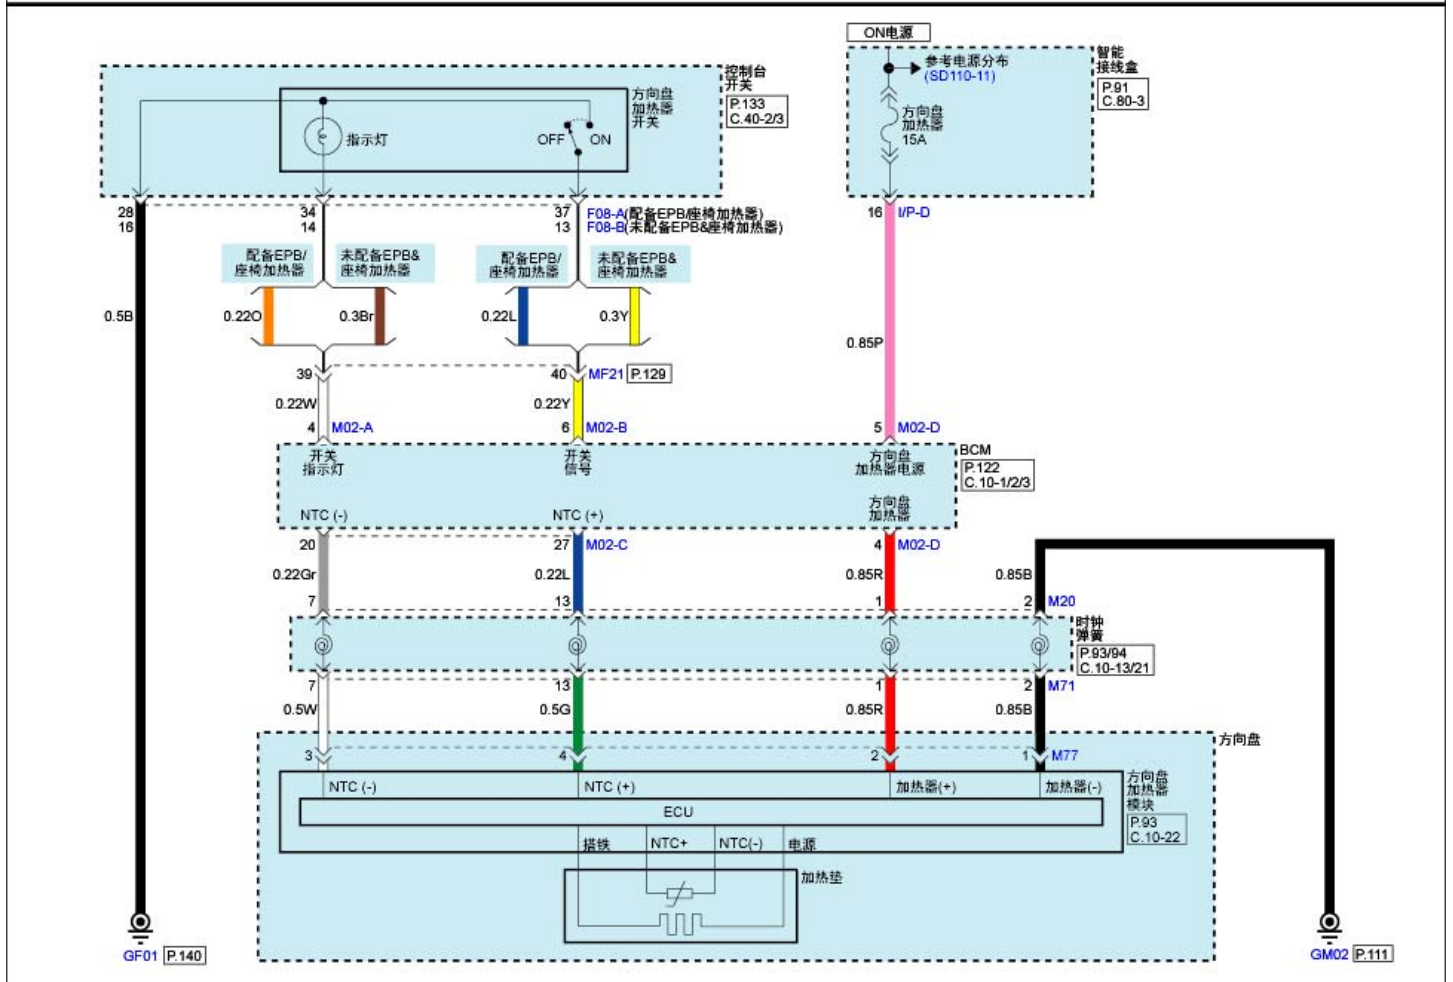 ON电源
参考电源分布
(SD110-11)
智能
接线盒
P.91
C.80-3
方向盘
加热器
15A
控制台
开关
P.133
C.40-2/3
方向盘
加热器
开关
指示灯
OFF
ON
28
34
37
F08-A(配备EPB/座椅加热器)
16
14
13
F08-B(未配备EPB&座椅加热器)
16
I/P-D
配备EPB/
座椅加热器
未配备EPB&
座椅加热器
配备EPB/
座椅加热器
未配备EPB&
座椅加热器
0.5B
0.22O
0.3Br
0.22L
0.3Y
0.85P
39
40
MF21
P.129
0.22W
0.22Y
4
M02-A
6
M02-B
5
M02-D
开关
指示灯
开关
信号
方向盘
加热器电源
BCM
P.122
C.10-1/2/3
方向盘
加热器
NTC (-)
NTC (+)
20
27
M02-C
4
M02-D
0.22Gr
0.22L
0.85R
0.85B
7
13
1
2
M20
时钟
弹簧
P.93/94
C.10-13/21
7
13
1
2
M71
0.5W
0.5G
0.85R
0.85B
方向盘
3
4
2
1
M77
NTC (-)
NTC (+)
加热器(+)
加热器(-)
方向盘
加热器
模块
P.93
C.10-22
ECU
搭铁
NTC+
NTC(-)
电源
加热垫
GF01
P.140
GM02
P.111